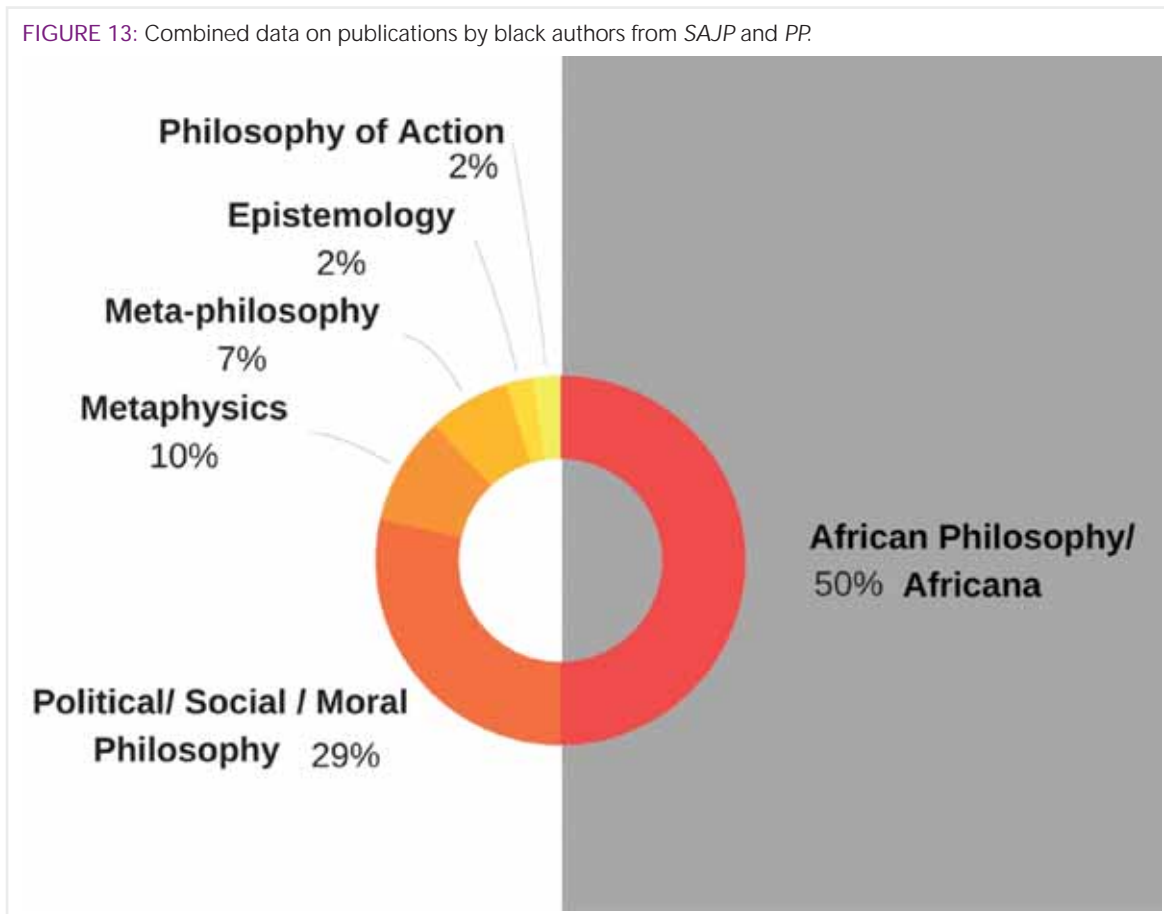 FIGURE 13: Combined data on publications by black authors from SAJP and PP.
Philosophy of Action
2%
Epistemology
2%
Meta-philosophy
7%
Metaphysics
10%
African Philosophy/
50% Africana
Political/ Social / Moral
Philosophy 29%